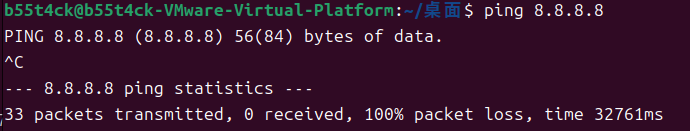 b55t4ck@b55t4ck-VMware-Virtual-Platform:~/桌面$ ping 8.8.8.8
PING 8.8.8.8 (8.8.8.8) 56(84) bytes of data.
^C
--- 8.8.8.8 ping statistics ---
33 packets transmitted, 0 received, 100% packet loss, time 32761ms